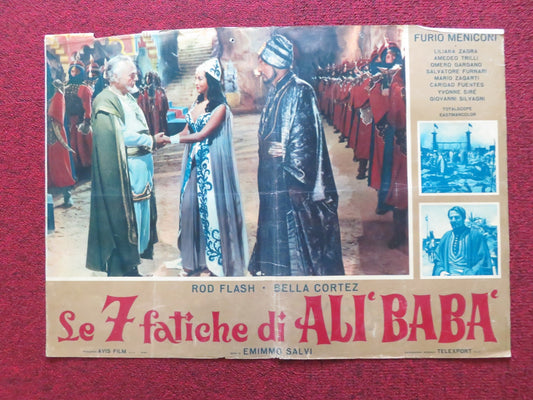 FURIO MENICONI
LILIANA ZAGRA
AMEDEO TRILLI
OMERO GARGANO
SALVATORE FURNARI
MARIO ZAGARTI
CARIDAD FUENTES
YVONNE SIRE
GIOVANNI SILVAGNI
TOTALSCOPE
EASTMANCOLOR
ROD FLASH • BELLA CORTEZ
Le 7 fatiche di ALI' BABA'
AVIS FILM
EMIMMO SALVI
TELEXPORT